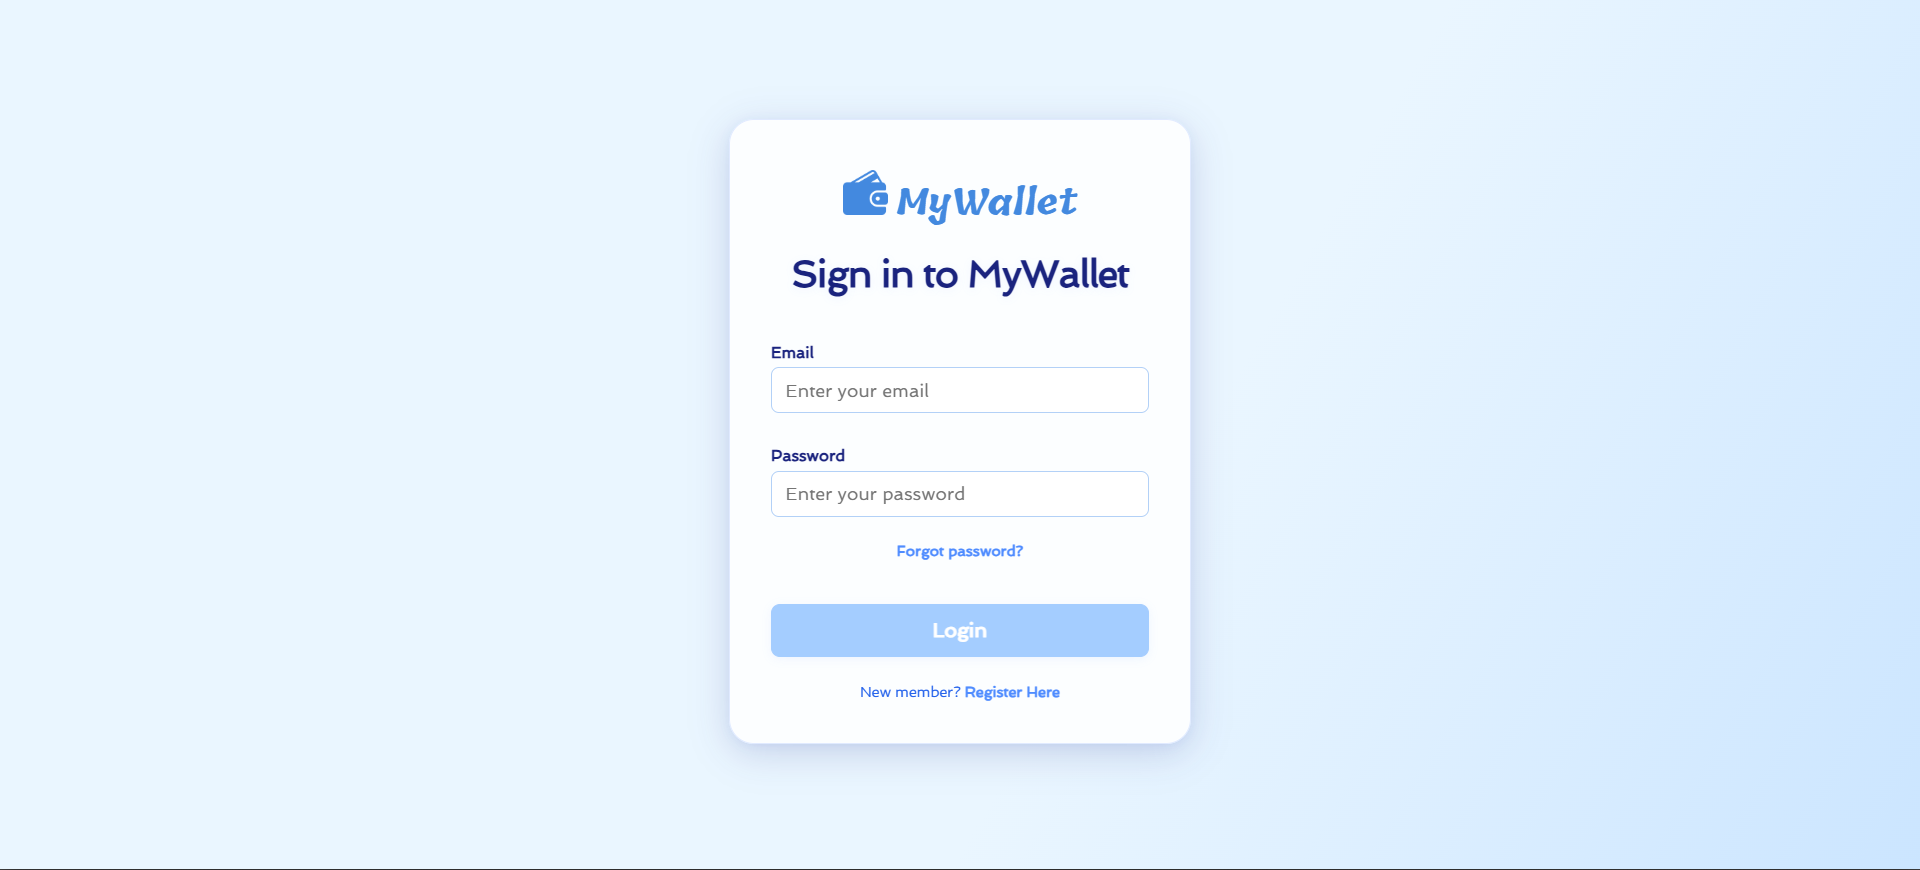 MyWallet
Sign in to MyWallet
Email
Enter your email
Password
Enter your password
Forgot password?
Login
New member? Register Here